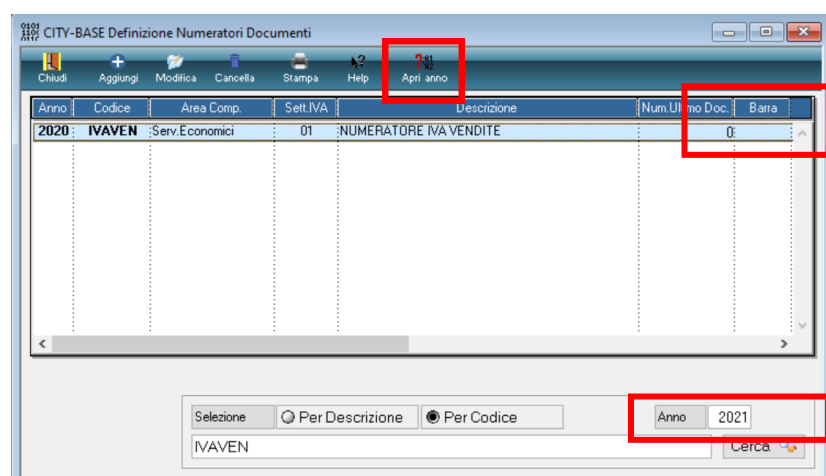 CITY-BASE Definizione Numeratori Documenti
Chiudi Aggiungi Modifica Cancella Stampa Help Apri anno
Anno Codice Area Comp. Sett.IVA Descrizione Num.Ultimo Doc. Barra
2020 IVAVEN Serv.Economici 01 NUMERATORE IVA VENDITE 0
Selezione Per Descrizione Per Codice Anno 2021
IVAVEN Cerca